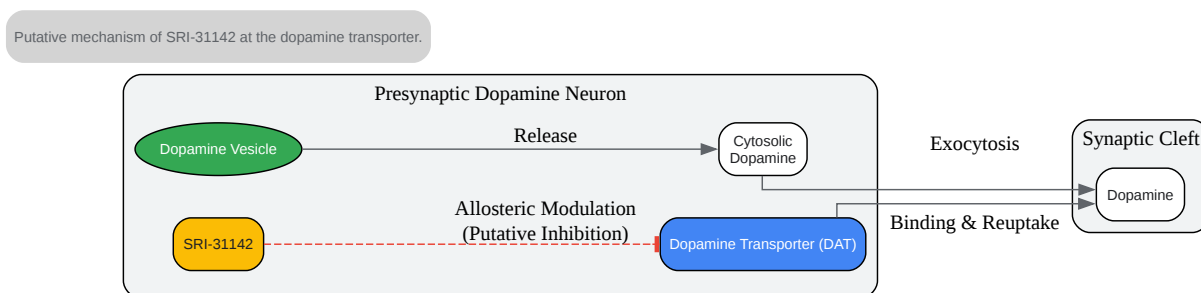 Putative mechanism of SRI-31142 at the dopamine transporter.
Presynaptic Dopamine Neuron
Dopamine Vesicle
Release
Cytosolic
Dopamine
Exocytosis
Synaptic Cleft
Dopamine
SRI-31142
Allosteric Modulation
(Putative Inhibition)
Dopamine Transporter (DAT)
Binding & Reuptake